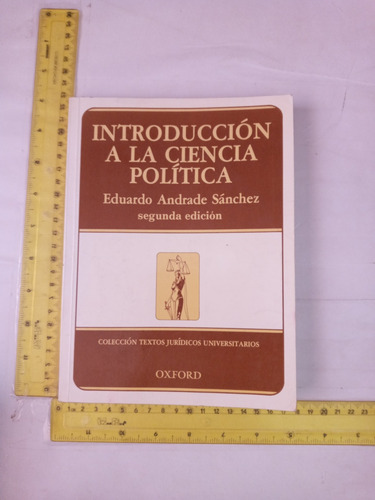 INTRODUCCIÓN
A LA CIENCIA
POLÍTICA
Eduardo Andrade Sánchez
segunda edición
COLECCIÓN TEXTOS JURÍDICOS UNIVERSITARIOS
OXFORD